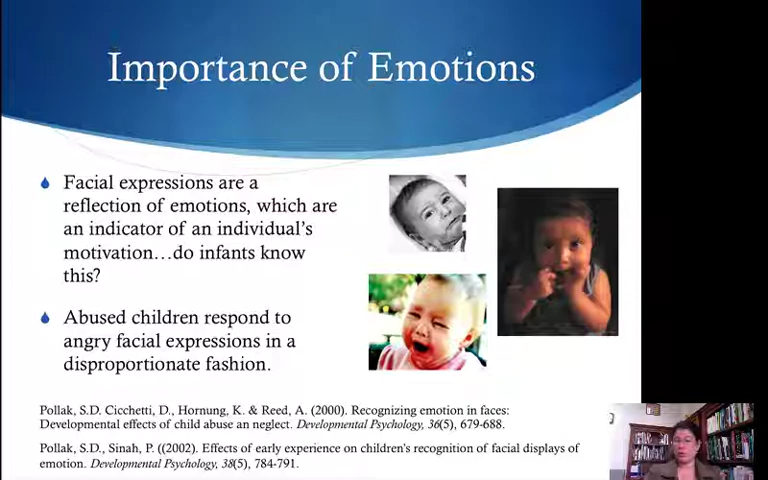 Importance of Emotions
Facial expressions are a
reflection of emotions, which are
an indicator of an individual's
motivation…do infants know
this?
Abused children respond to
angry facial expressions in a
disproportionate fashion.
Pollak, S.D. Cicchetti, D., Hornung, K. & Reed, A. (2000). Recognizing emotion in faces:
Developmental effects of child abuse an neglect. Developmental Psychology, 36(5), 679-688.
Pollak, S.D., Sinah, P. ((2002). Effects of early experience on children's recognition of facial displays of
emotion. Developmental Psychology, 38(5), 784-791.